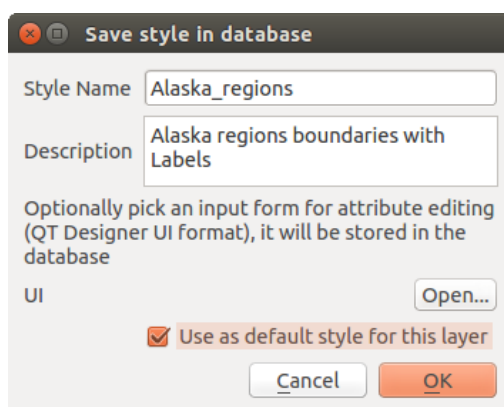 Save style in database
Style Name Alaska_regions
Description Alaska regions boundaries with
Labels
Optionally pick an input form for attribute editing
(QT Designer UI format), it will be stored in the
database
UI Open...
Use as default style for this layer
Cancel OK